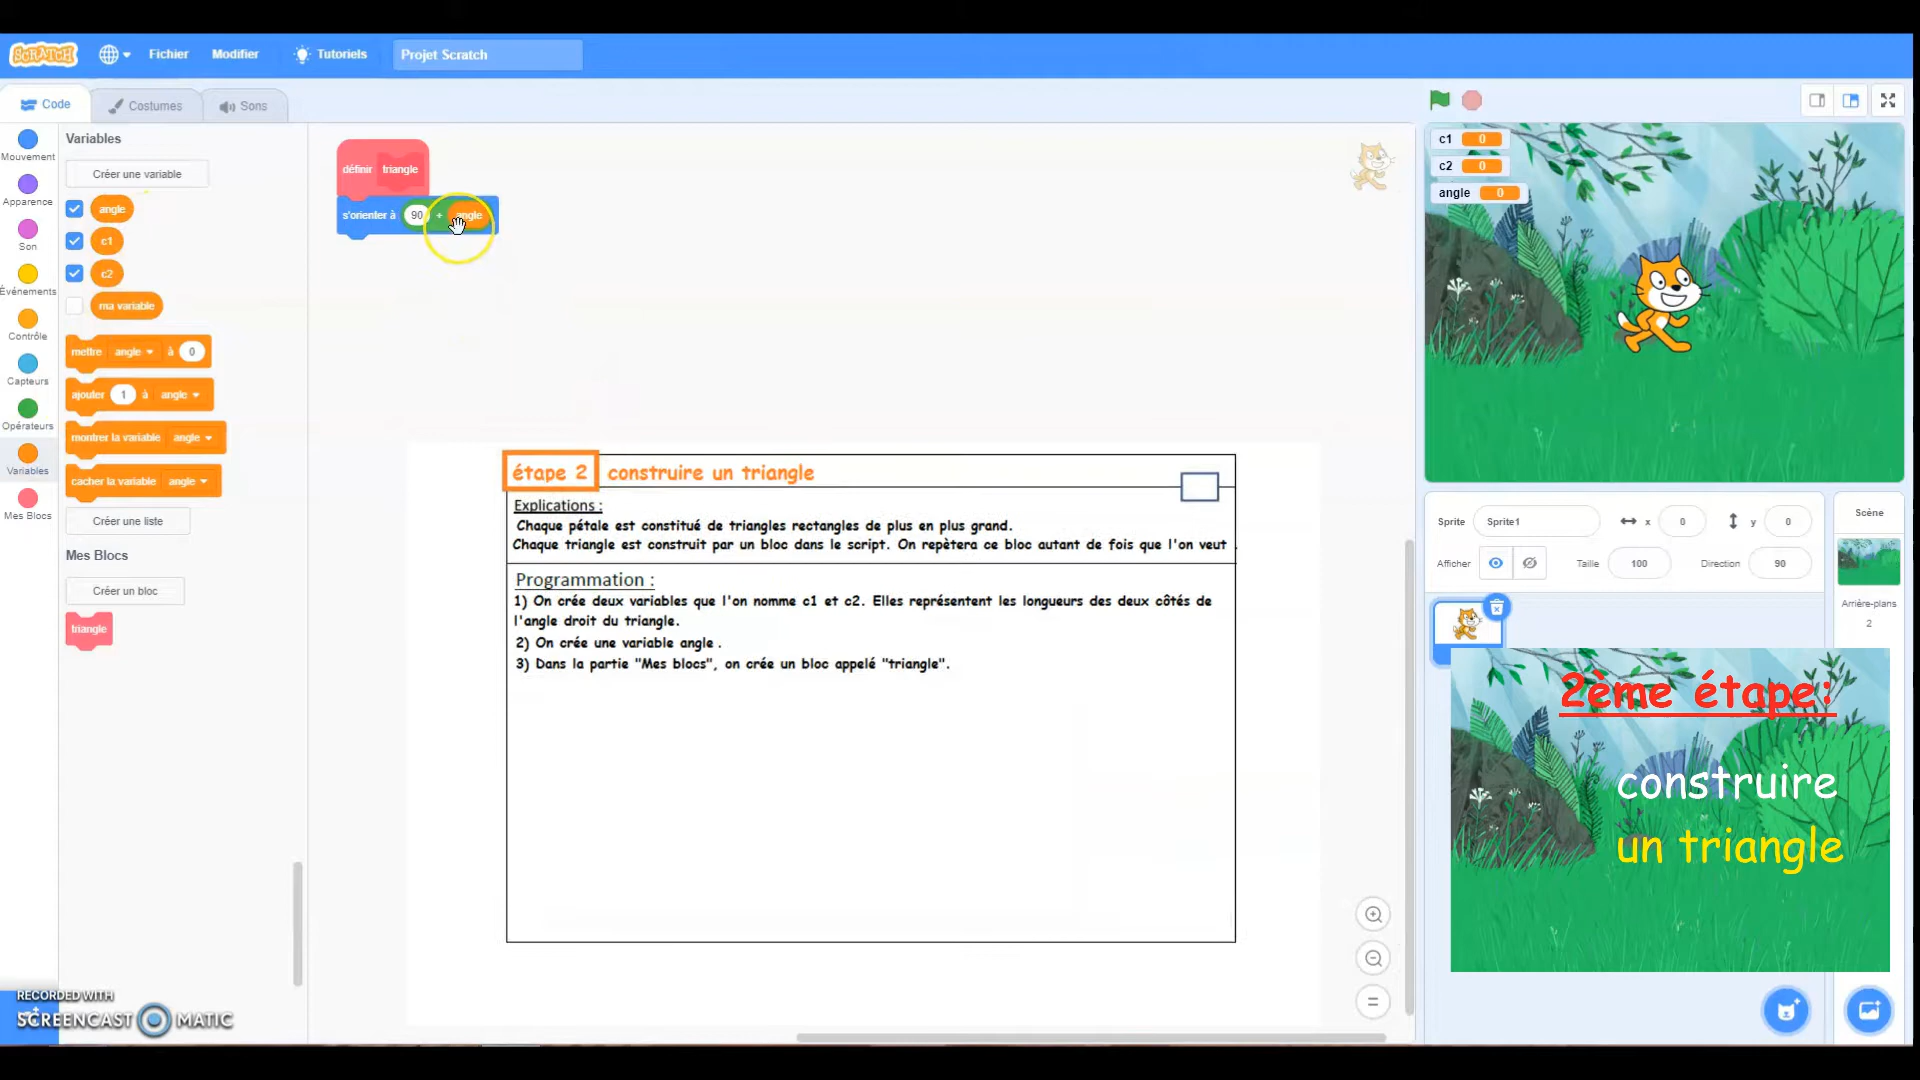 SCRATCH
Fichier
Modifier
Tutoriels
Projet Scratch
Code
Costumes
Sons
Variables
Créer une variable
angle
c1
c2
ma variable
mettre angle à 0
ajouter 1 à angle
montrer la variable angle
cacher la variable angle
Créer une liste
Mes Blocs
Créer un bloc
triangle
Mouvement
Apparence
Son
Événements
Contrôle
Capteurs
Opérateurs
Variables
Mes Blocs
définir triangle
s'orienter à 90 + angle
étape 2 construire un triangle
Explications :
Chaque pétale est constitué de triangles rectangles de plus en plus grand.
Chaque triangle est construit par un bloc dans le script. On repètera ce bloc autant de fois que l'on veut .
Programmation :
1) On crée deux variables que l'on nomme c1 et c2. Elles représentent les longueurs des deux côtés de
l'angle droit du triangle.
2) On crée une variable angle .
3) Dans la partie "Mes blocs", on crée un bloc appelé "triangle".
c1 0
c2 0
angle 0
Sprite Sprite1 x 0 y 0
Afficher Taille 100 Direction 90
Scène
Arrière-plans
2
2ème étape:
construire
un triangle
RECORDED WITH
SCREENCAST MATIC